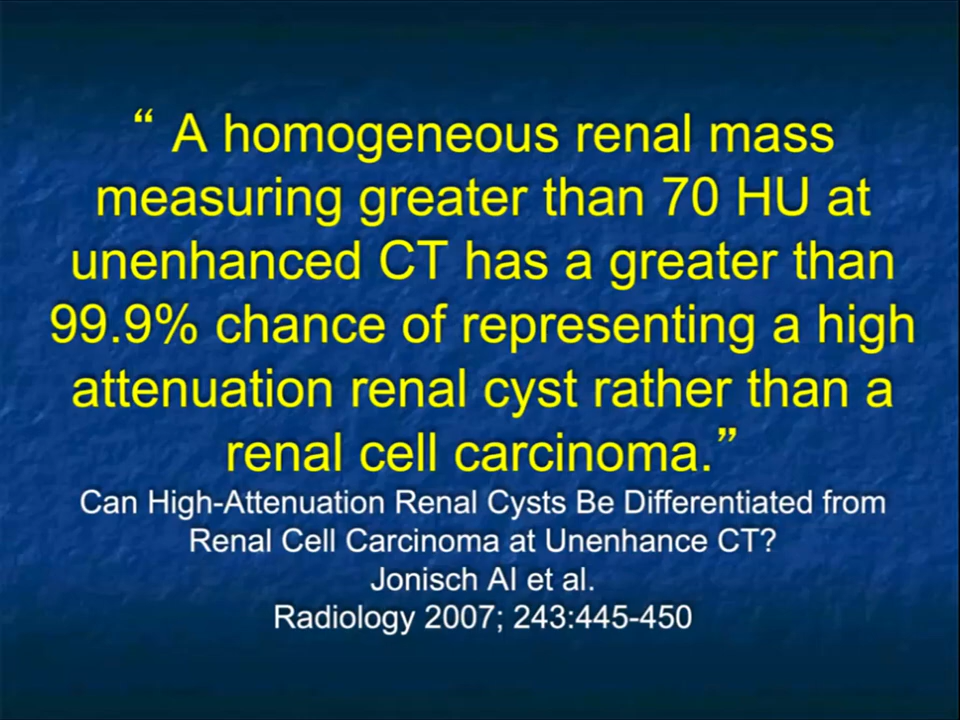 “ A homogeneous renal mass
measuring greater than 70 HU at
unenhanced CT has a greater than
99.9% chance of representing a high
attenuation renal cyst rather than a
renal cell carcinoma.”
Can High-Attenuation Renal Cysts Be Differentiated from
Renal Cell Carcinoma at Unenhance CT?
Jonisch AI et al.
Radiology 2007; 243:445-450